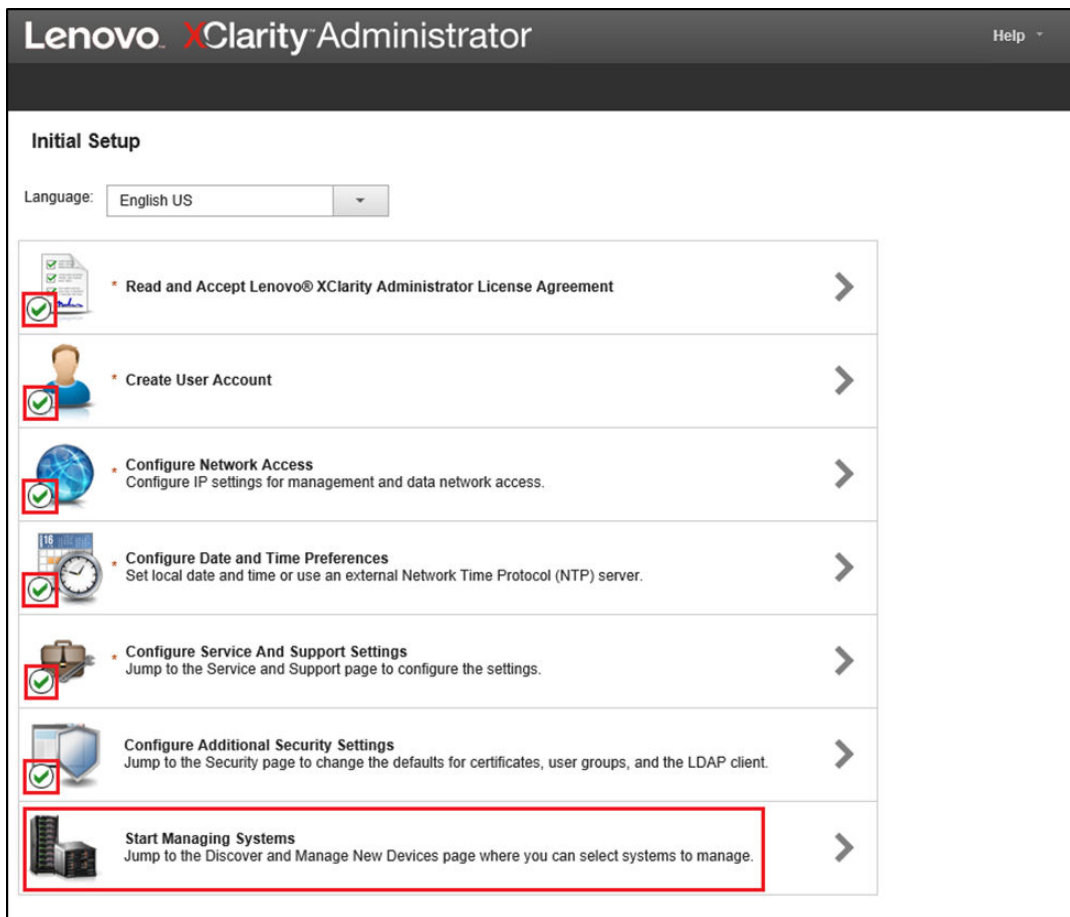 Lenovo. XClarity™ Administrator
Help
Initial Setup
Language: English US
* Read and Accept Lenovo® XClarity Administrator License Agreement
* Create User Account
* Configure Network Access
Configure IP settings for management and data network access.
16
* Configure Date and Time Preferences
Set local date and time or use an external Network Time Protocol (NTP) server.
* Configure Service And Support Settings
Jump to the Service and Support page to configure the settings.
Configure Additional Security Settings
Jump to the Security page to change the defaults for certificates, user groups, and the LDAP client.
Start Managing Systems
Jump to the Discover and Manage New Devices page where you can select systems to manage.